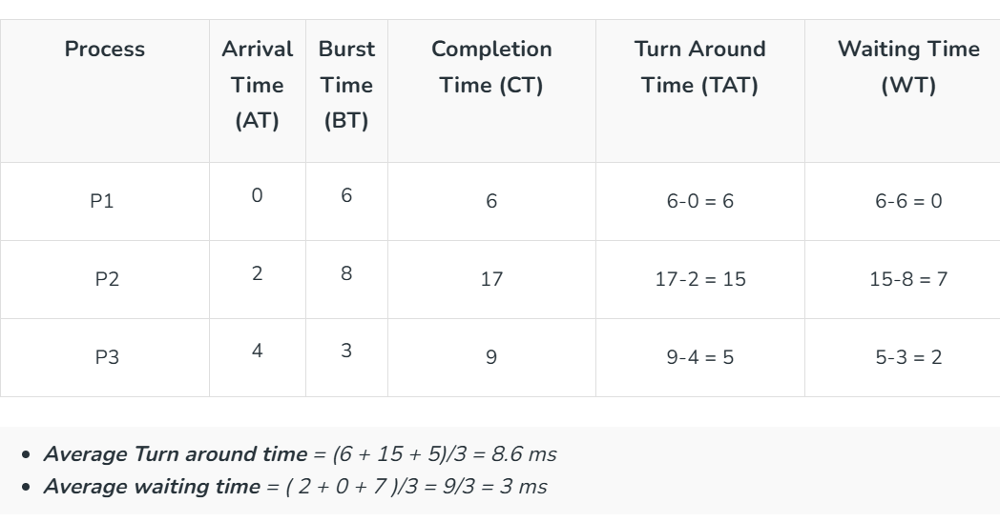 Process Arrival Time (AT) Burst Time (BT) Completion Time (CT) Turn Around Time (TAT) Waiting Time (WT)
P1 0 6 6 6-0 = 6 6-6 = 0
P2 2 8 17 17-2 = 15 15-8 = 7
P3 4 3 9 9-4 = 5 5-3 = 2
• Average Turn around time = (6 + 15 + 5)/3 = 8.6 ms
• Average waiting time = ( 2 + 0 + 7 )/3 = 9/3 = 3 ms